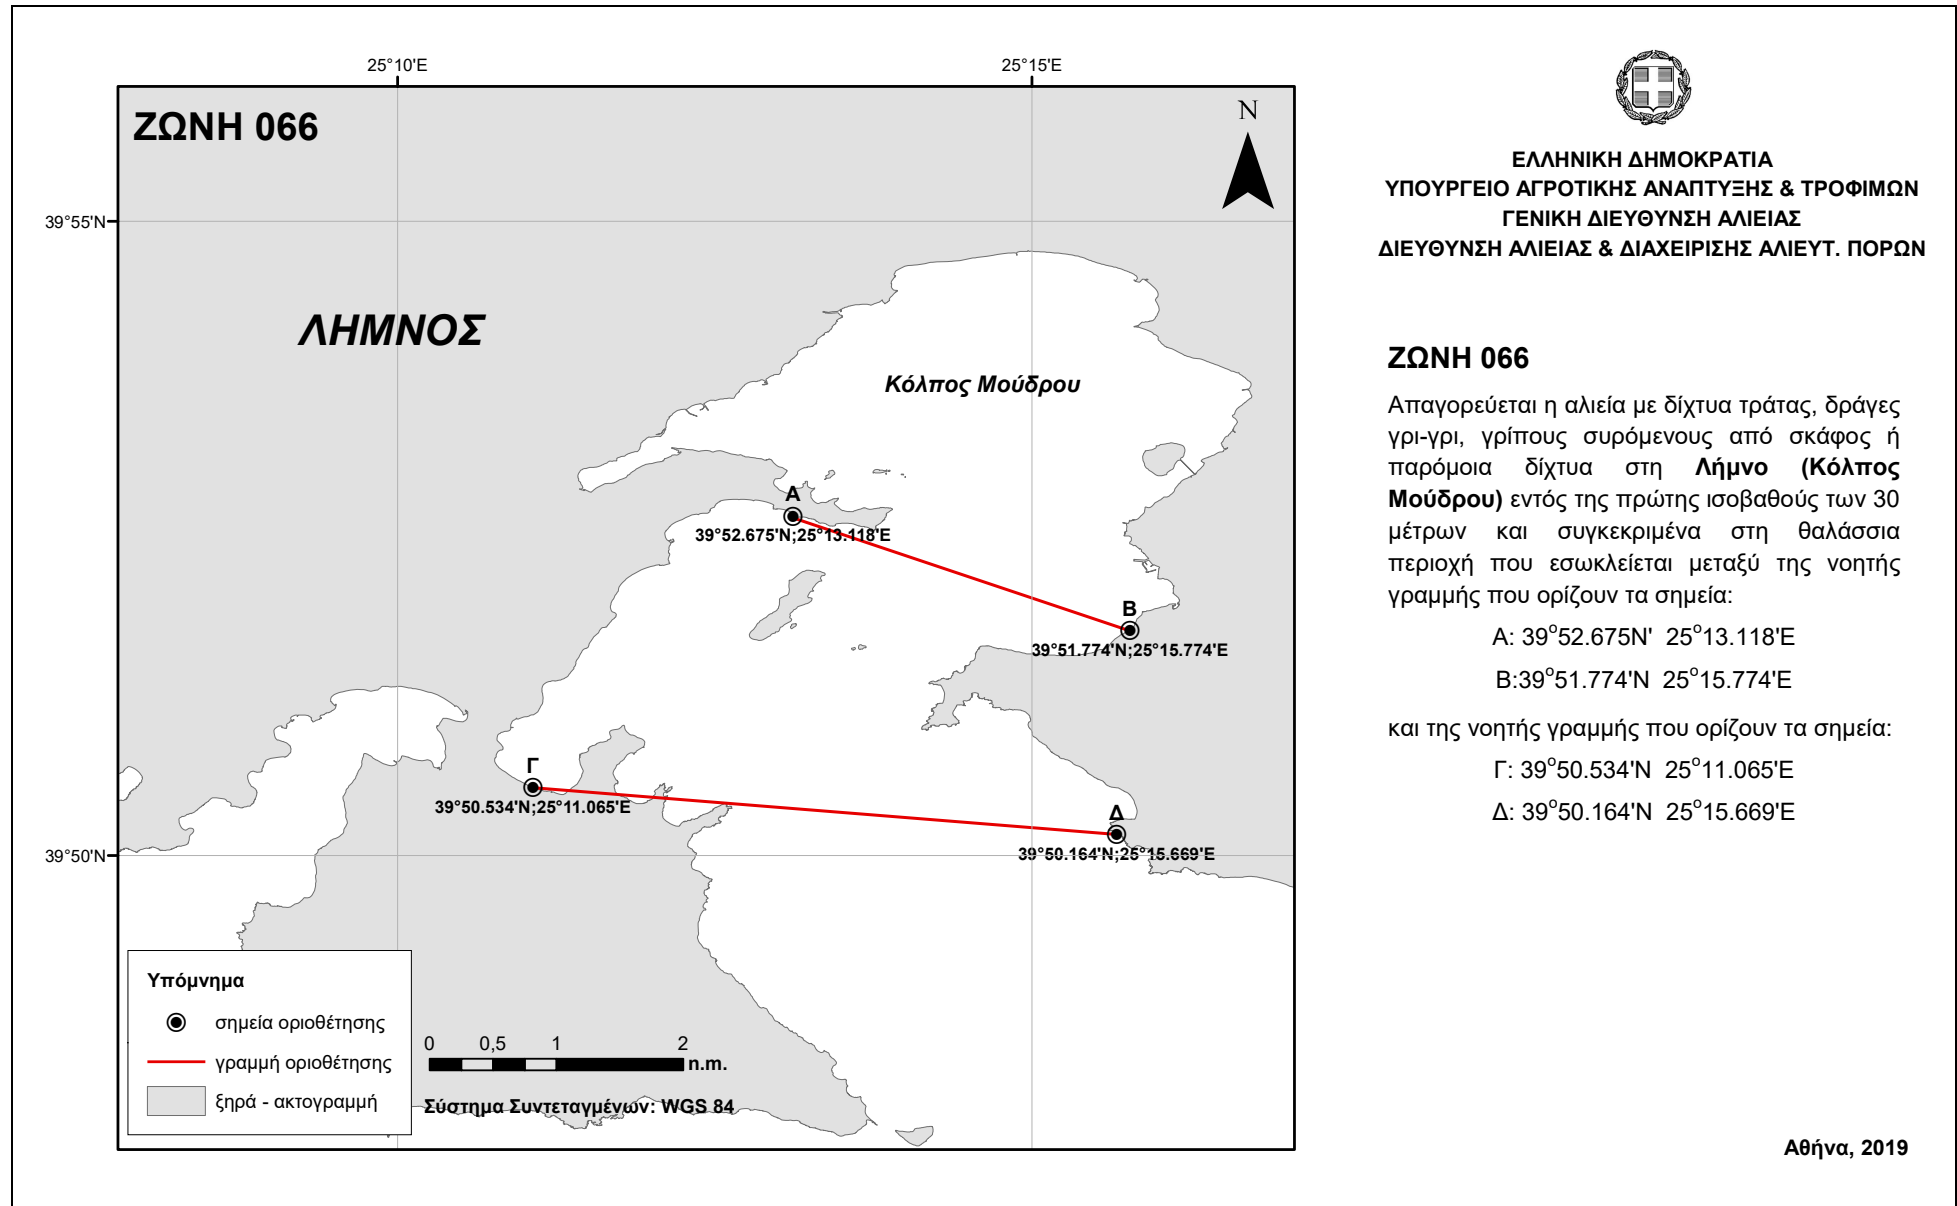 25°10'E
25°15'E
ΖΩΝΗ 066
N
39°55'N
ΛΗΜΝΟΣ
Κόλπος Μούδρου
Α
39°52.675'N;25°13.118'E
Β
39°51.774'N;25°15.774'E
Γ
39°50.534'N;25°11.065'E
Δ
39°50.164'N;25°15.669'E
39°50'N
Υπόμνημα
σημεία οριοθέτησης
γραμμή οριοθέτησης
ξηρά - ακτογραμμή
0 0,5 1 2
n.m.
Σύστημα Συντεταγμένων: WGS 84
ΕΛΛΗΝΙΚΗ ΔΗΜΟΚΡΑΤΙΑ
ΥΠΟΥΡΓΕΙΟ ΑΓΡΟΤΙΚΗΣ ΑΝΑΠΤΥΞΗΣ & ΤΡΟΦΙΜΩΝ
ΓΕΝΙΚΗ ΔΙΕΥΘΥΝΣΗ ΑΛΙΕΙΑΣ
ΔΙΕΥΘΥΝΣΗ ΑΛΙΕΙΑΣ & ΔΙΑΧΕΙΡΙΣΗΣ ΑΛΙΕΥΤ. ΠΟΡΩΝ
ΖΩΝΗ 066
Απαγορεύεται η αλιεία με δίχτυα τράτας, δράγες
γρι-γρι, γρίπους συρόμενους από σκάφος ή
παρόμοια δίχτυα στη Λήμνο (Κόλπος
Μούδρου) εντός της πρώτης ισοβαθούς των 30
μέτρων και συγκεκριμένα στη θαλάσσια
περιοχή που εσωκλείεται μεταξύ της νοητής
γραμμής που ορίζουν τα σημεία:
Α: 39°52.675N' 25°13.118'E
Β:39°51.774'N 25°15.774'E
και της νοητής γραμμής που ορίζουν τα σημεία:
Γ: 39°50.534'N 25°11.065'E
Δ: 39°50.164'N 25°15.669'E
Αθήνα, 2019